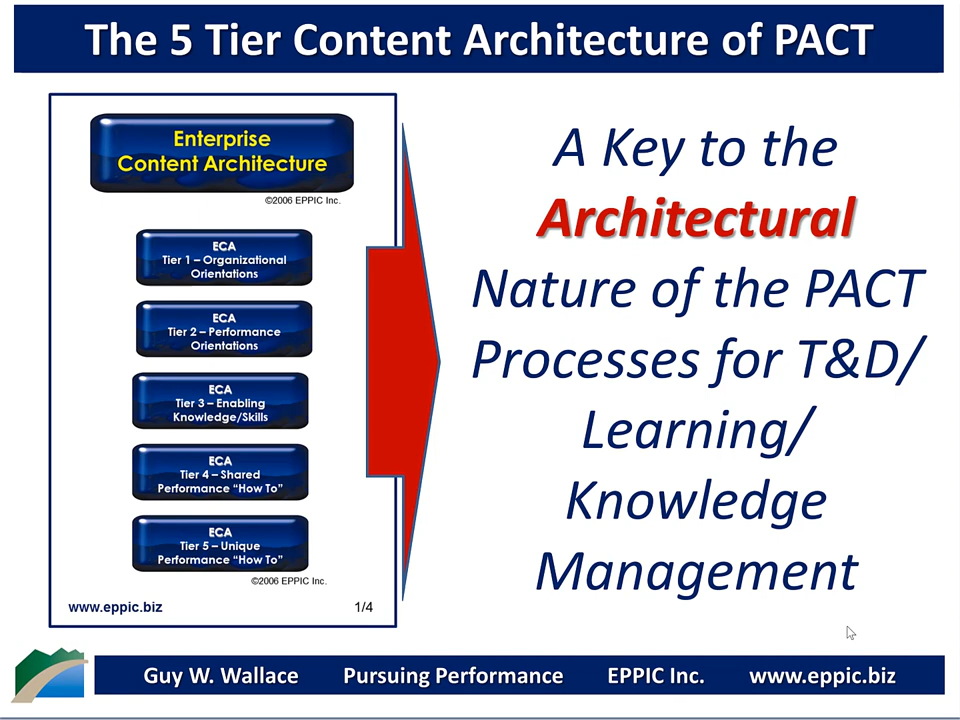 The 5 Tier Content Architecture of PACT
Enterprise
Content Architecture
©2006 EPPIC Inc.
ECA
Tier 1 – Organizational
Orientations
ECA
Tier 2 – Performance
Orientations
ECA
Tier 3 – Enabling
Knowledge/Skills
ECA
Tier 4 – Shared
Performance “How To”
ECA
Tier 5 – Unique
Performance “How To”
©2006 EPPIC Inc.
www.eppic.biz 1/4
A Key to the
Architectural
Nature of the PACT
Processes for T&D/
Learning/
Knowledge
Management
Guy W. Wallace Pursuing Performance EPPIC Inc. www.eppic.biz